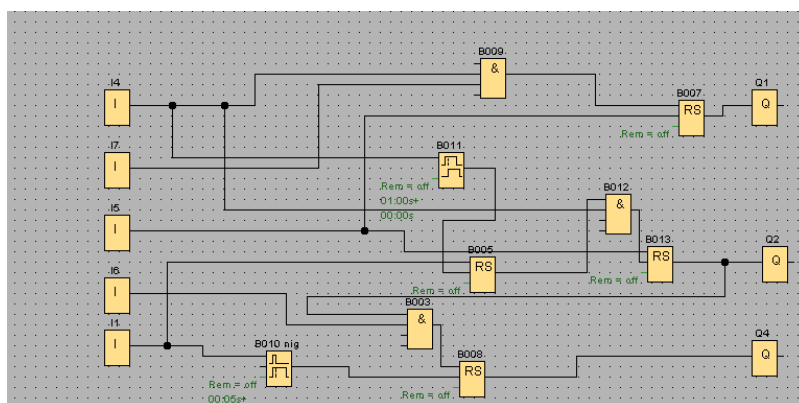 B009
I4
&
B007
Q1
I
RS
Q
Rem = off
I7
B011
I
Rem = off
01:00s+
00:00s
B012
I5
&
I
B005
B013
Q2
RS
RS
Q
I6
Rem = off
Rem = off
I
B003
I1
&
Q4
I
B010 nig
B008
Q
RS
Rem = off
00:05s+
Rem = off